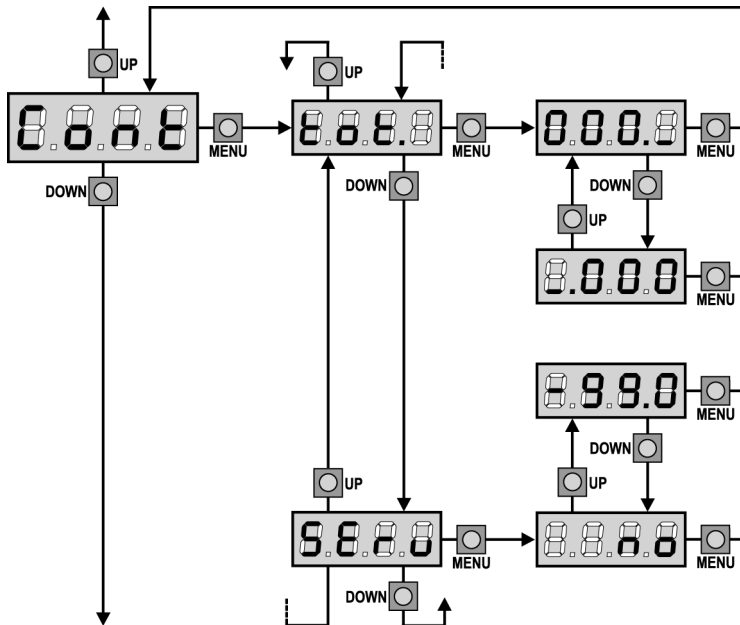 UP
UP
Cont
MENU
tot.
MENU
000._
MENU
DOWN
DOWN
DOWN
UP
_.000
MENU
-99.0
MENU
DOWN
UP
UP
SErv
MENU
no
MENU
DOWN